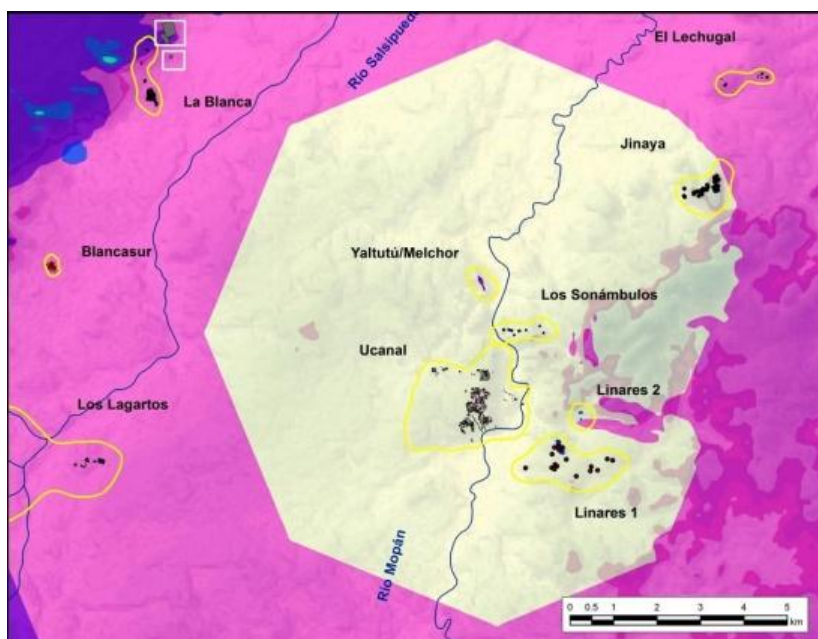 Río Salsipuedes
El Lechugal
La Blanca
Jinaya
Blancasur
Yaltutú/Melchor
Los Sonámbulos
Ucanal
Los Lagartos
Linares 2
Linares 1
Río Mopán
0 0.5 1 2 3 4 5
km